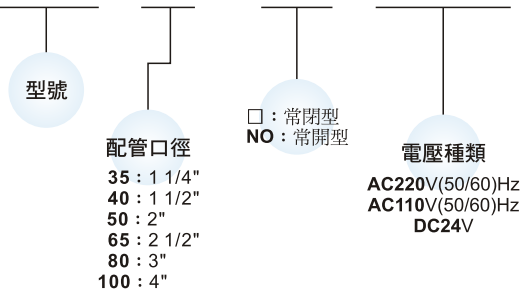 型號
配管口徑
35：1 1/4"
40：1 1/2"
50：2"
65：2 1/2"
80：3"
100：4"
□：常閉型
NO：常開型
電壓種類
AC220V(50/60)Hz
AC110V(50/60)Hz
DC24V